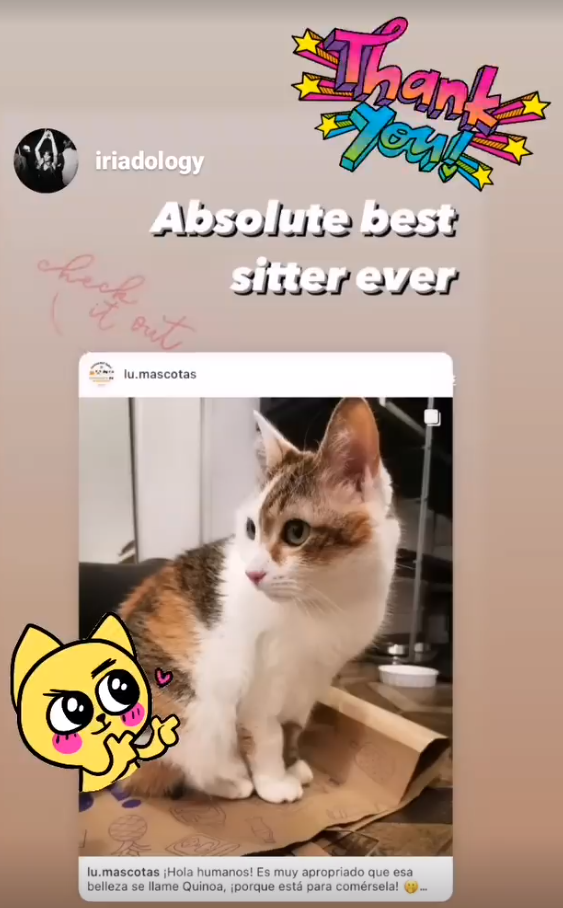 Thank
You!!
iriadology
Absolute best
sitter ever
check
it out
lu.mascotas
lu.mascotas ¡Hola humanos! Es muy apropiado que esa
belleza se llame Quinoa, ¡porque está para comérsela! 🤭...